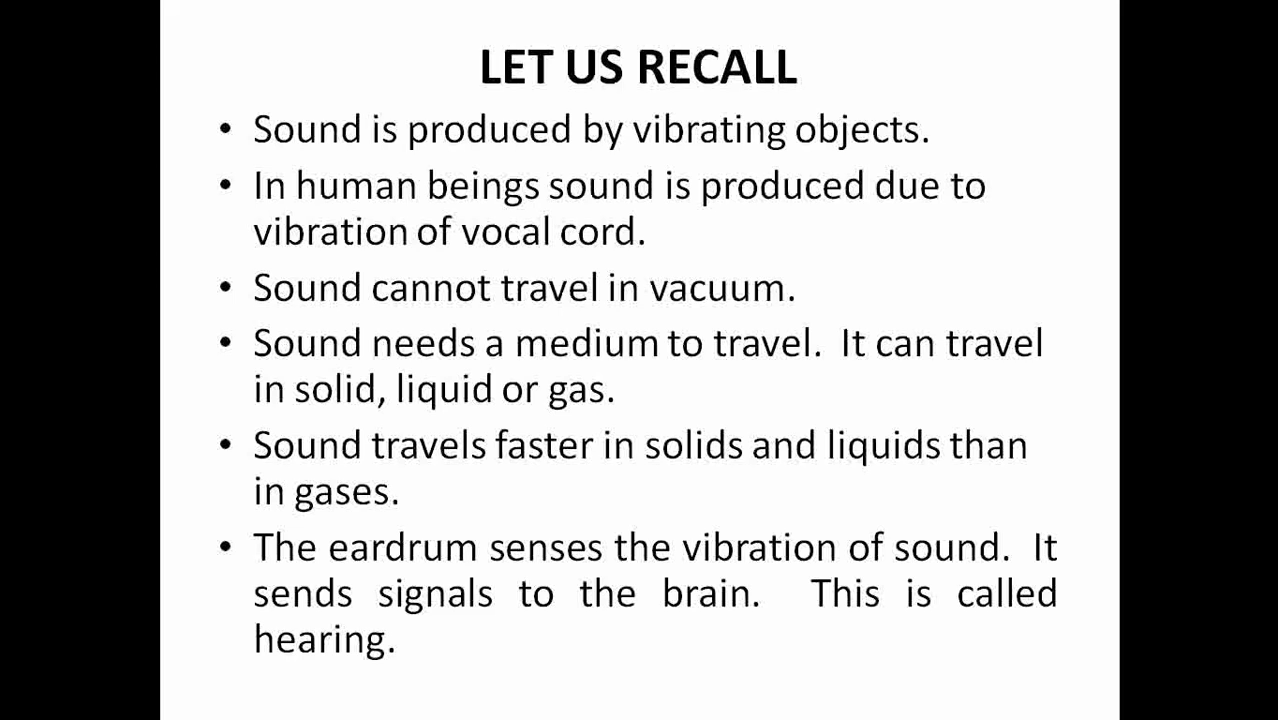 LET US RECALL
• Sound is produced by vibrating objects.
• In human beings sound is produced due to
vibration of vocal cord.
• Sound cannot travel in vacuum.
• Sound needs a medium to travel.  It can travel
in solid, liquid or gas.
• Sound travels faster in solids and liquids than
in gases.
• The eardrum senses the vibration of sound.  It
sends signals to the brain.  This is called
hearing.